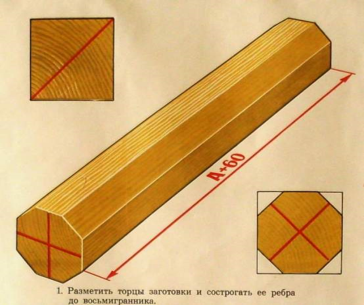 А+60
1. Разметить торцы заготовки и сострогать ее ребра
до восьмигранника.